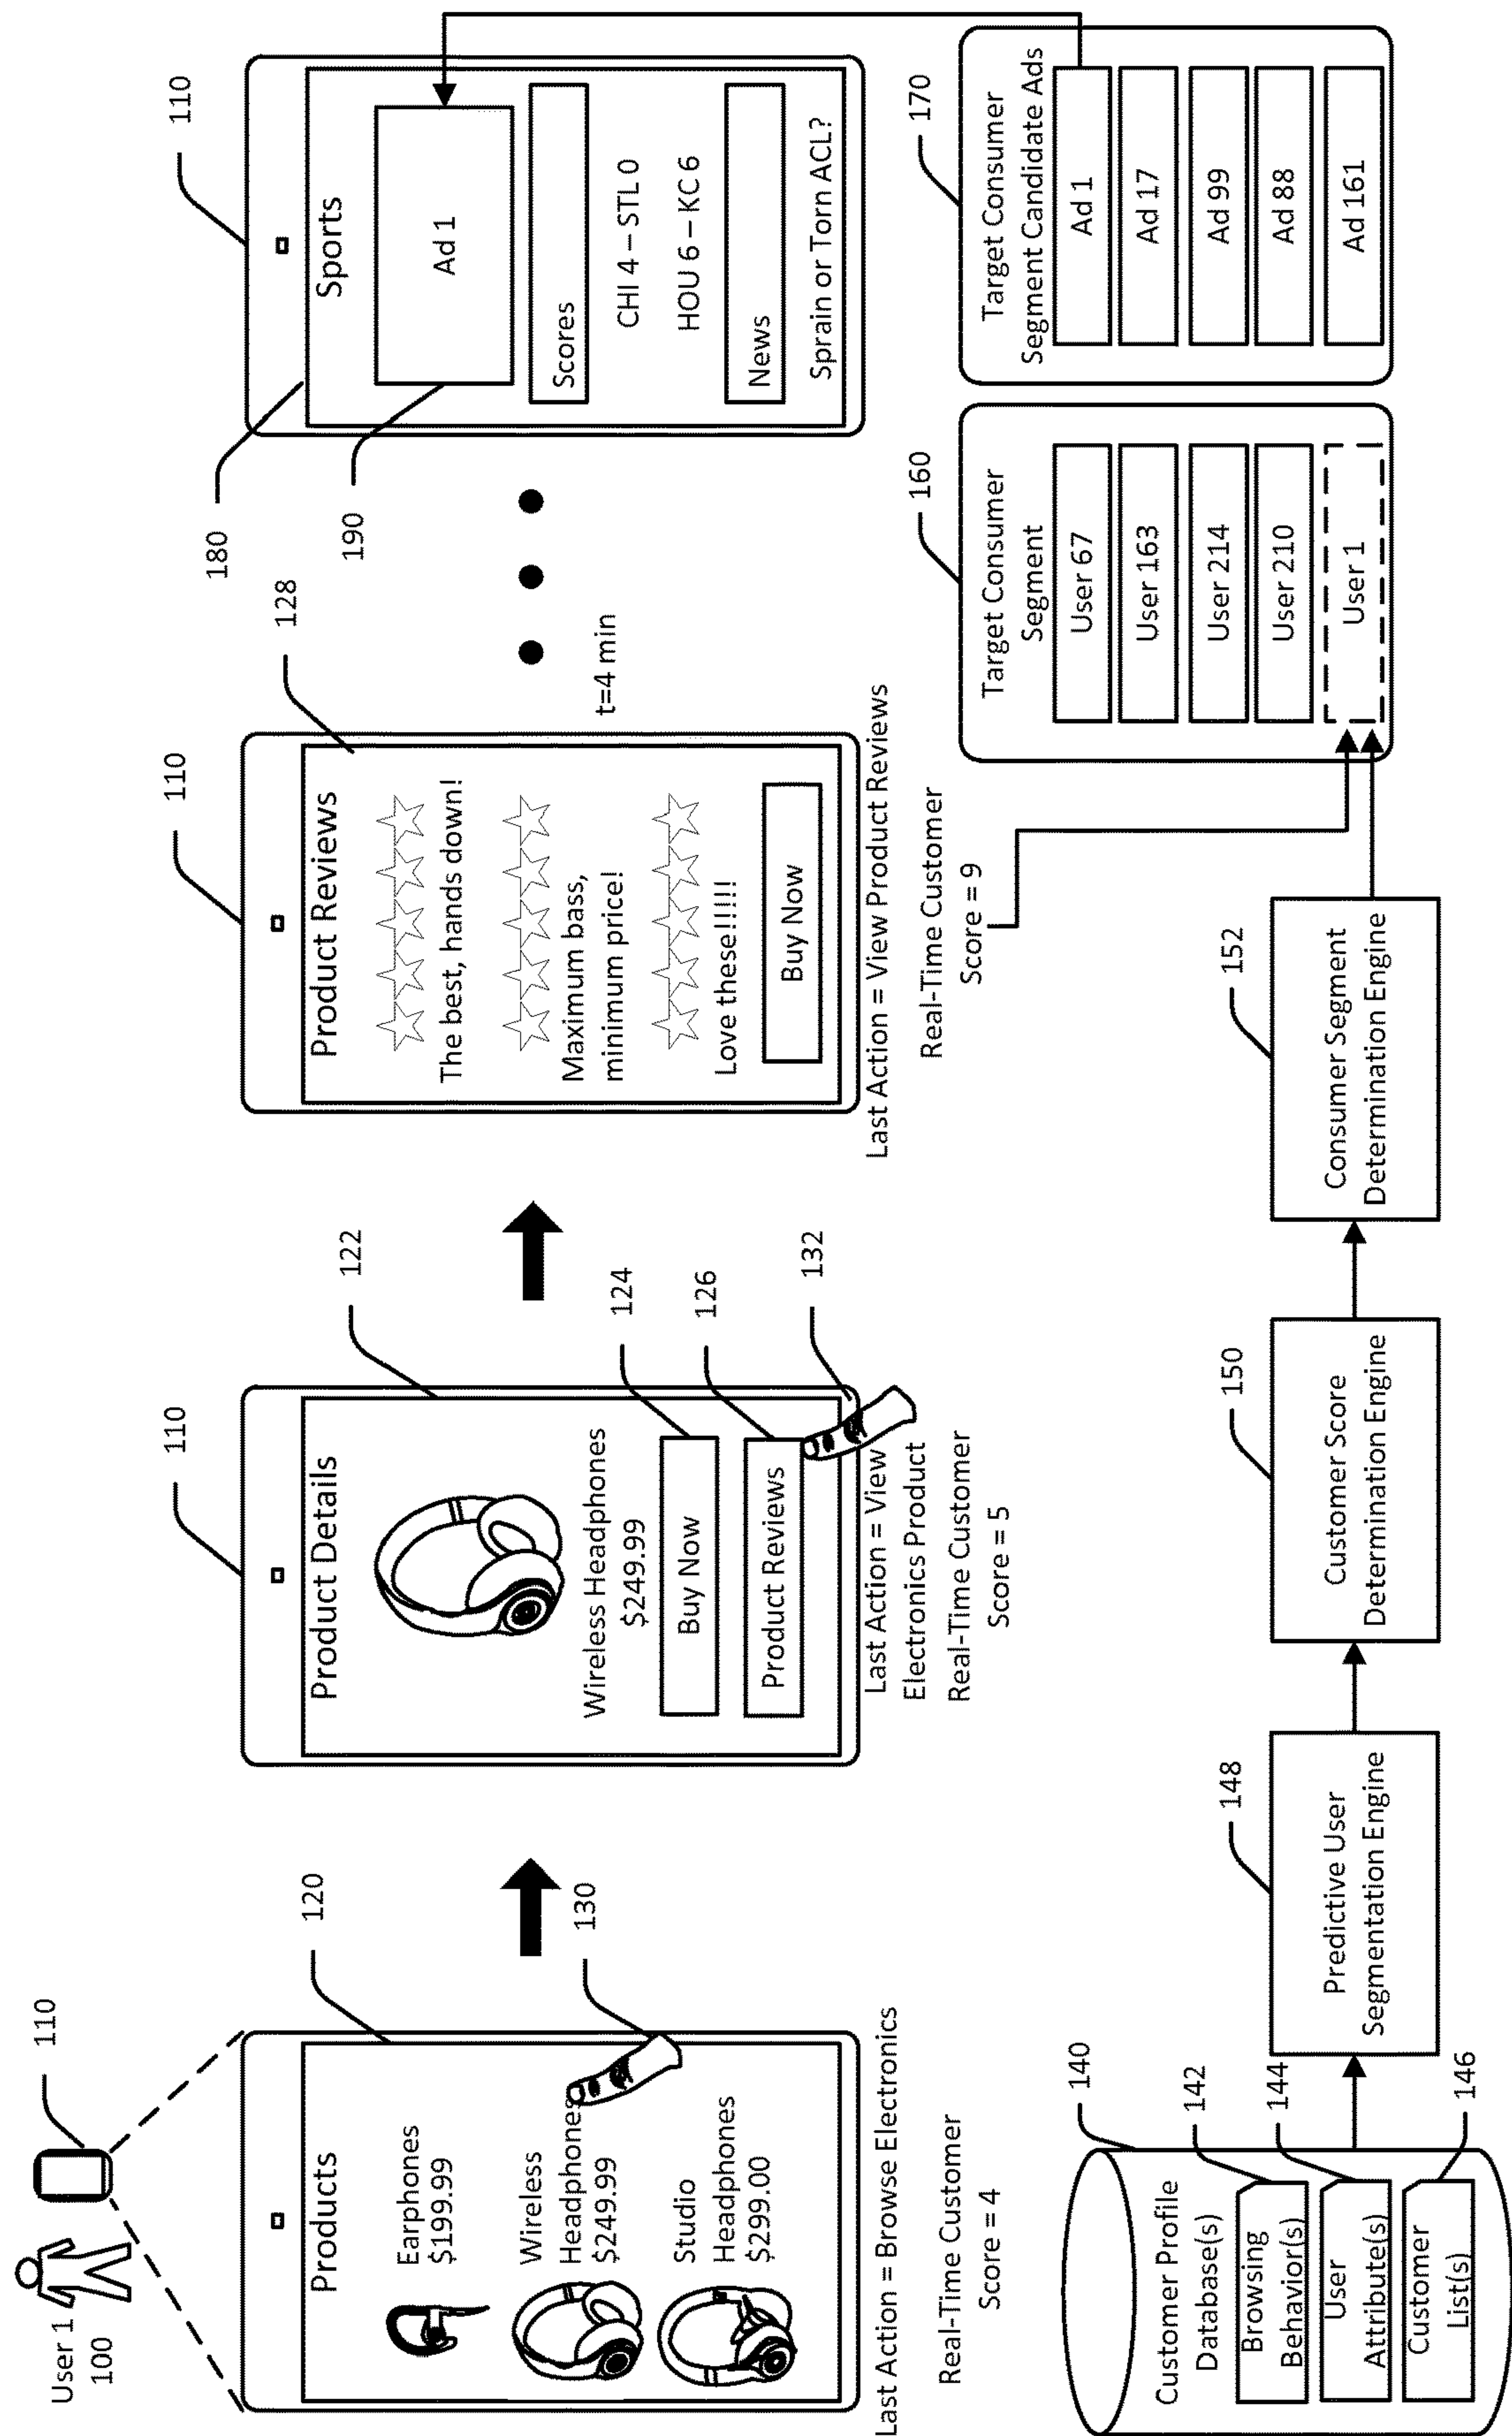 User 1
100
110
Products
Earphones
$199.99
Wireless
Headphones
$249.99
Studio
Headphones
$299.00
120
130
Last Action = Browse Electronics
Real-Time Customer
Score = 4
110
Product Details
Wireless Headphones
$249.99
Buy Now
Product Reviews
122
124
126
132
Last Action = View
Electronics Product
Real-Time Customer
Score = 5
110
Product Reviews
The best, hands down!
Maximum bass,
minimum price!
Love these!!!!!
Buy Now
128
Last Action = View Product Reviews
Real-Time Customer
Score = 9
t=4 min
180
190
110
Sports
Ad 1
Scores
CHI 4 – STL 0
HOU 6 – KC 6
News
Sprain or Torn ACL?
140
Customer Profile
Database(s)
142
Browsing
Behavior(s)
144
User
Attribute(s)
146
Customer
List(s)
148
Predictive User
Segmentation Engine
150
Customer Score
Determination Engine
152
Consumer Segment
Determination Engine
160
Target Consumer
Segment
User 67
User 163
User 214
User 210
User 1
170
Target Consumer
Segment Candidate Ads
Ad 1
Ad 17
Ad 99
Ad 88
Ad 161